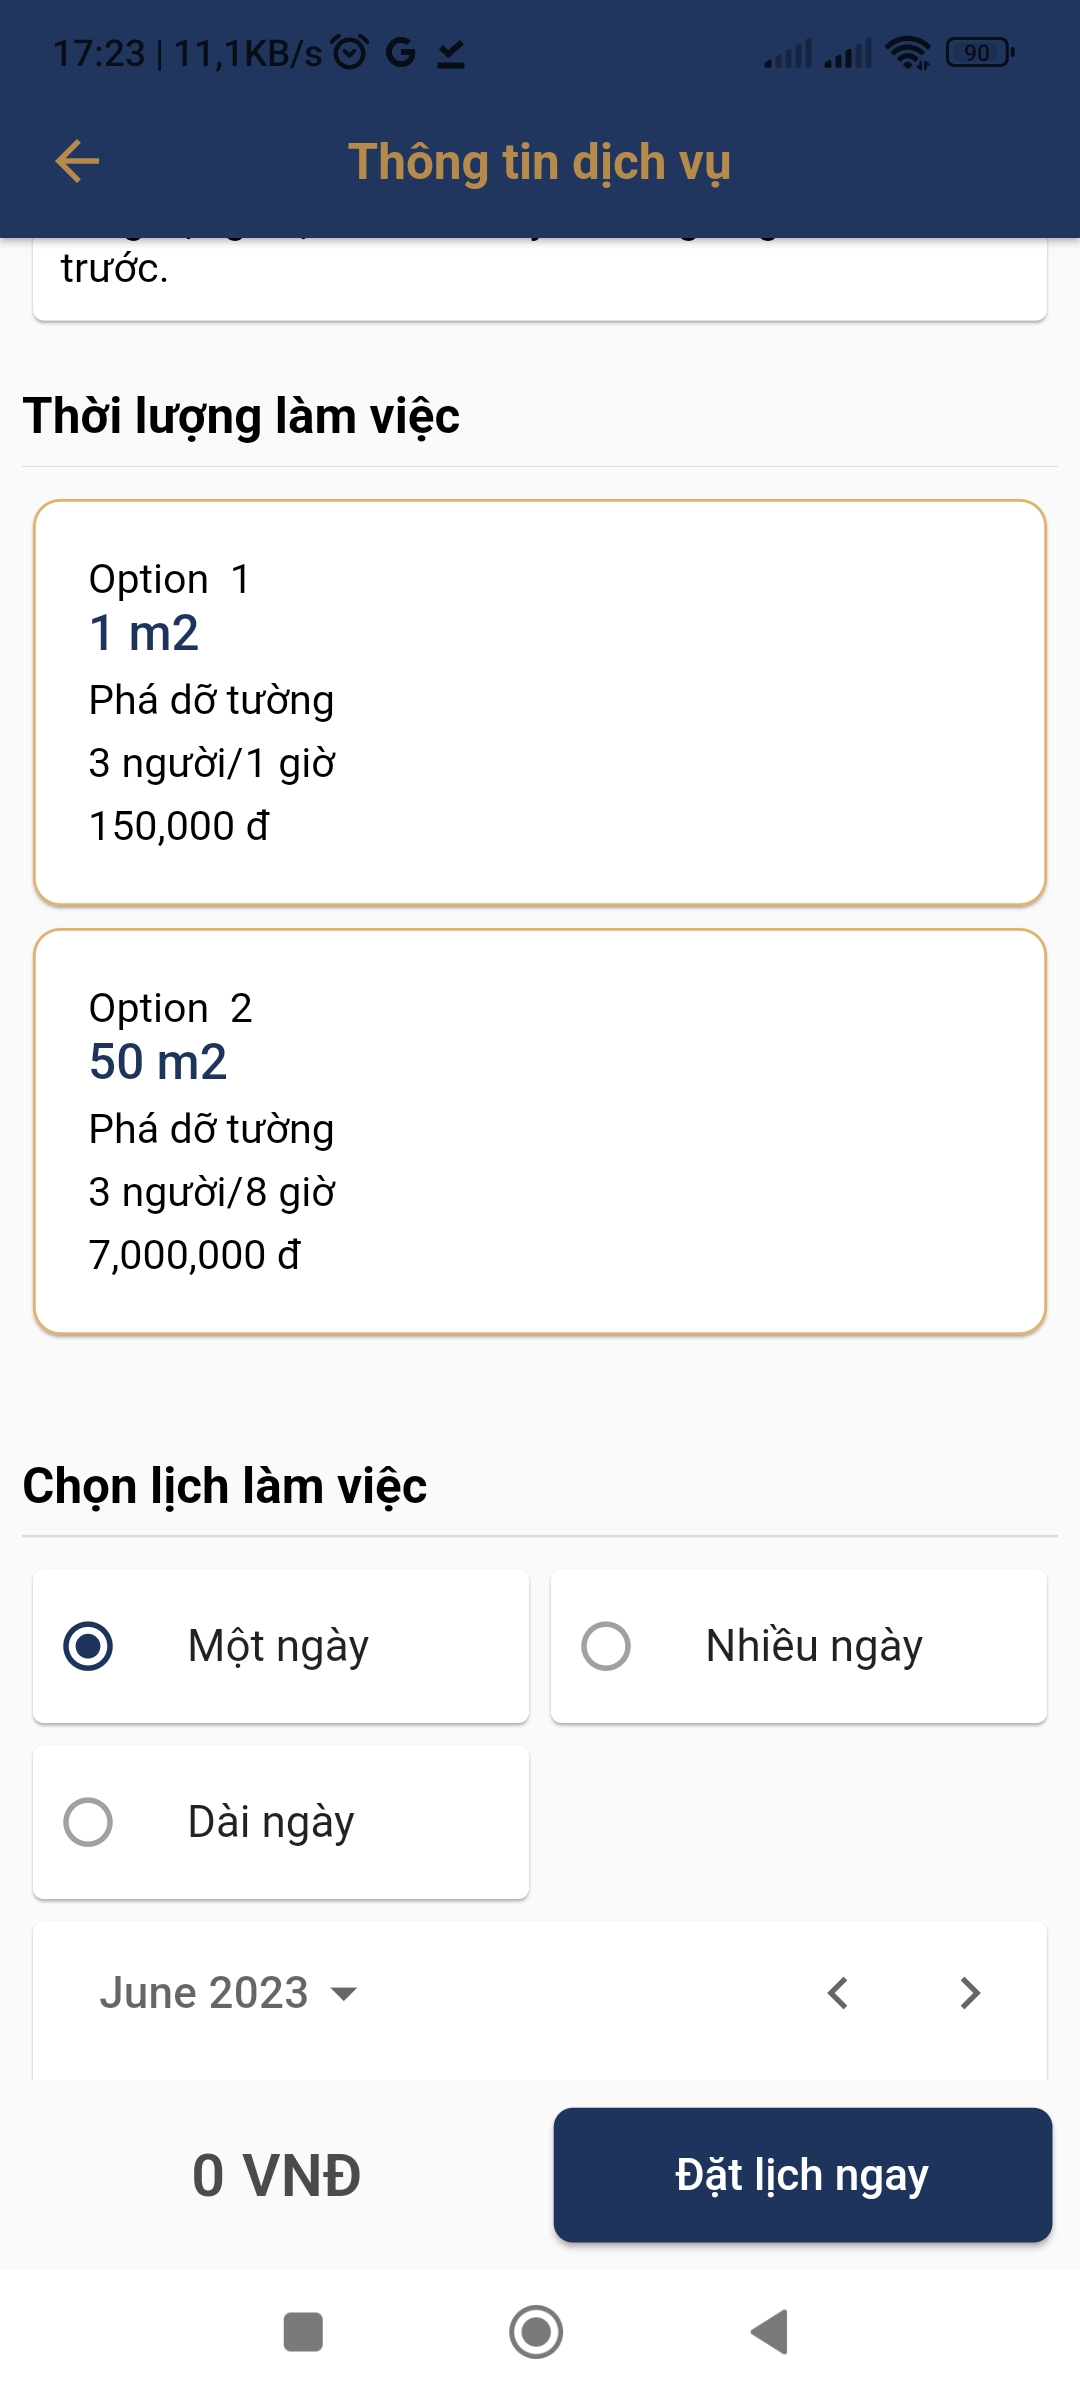 17:23 | 11,1KB/s
90
Thông tin dịch vụ
trước.
Thời lượng làm việc
Option 1
1 m2
Phá dỡ tường
3 người/1 giờ
150,000 đ
Option 2
50 m2
Phá dỡ tường
3 người/8 giờ
7,000,000 đ
Chọn lịch làm việc
Một ngày
Nhiều ngày
Dài ngày
June 2023
0 VNĐ
Đặt lịch ngay